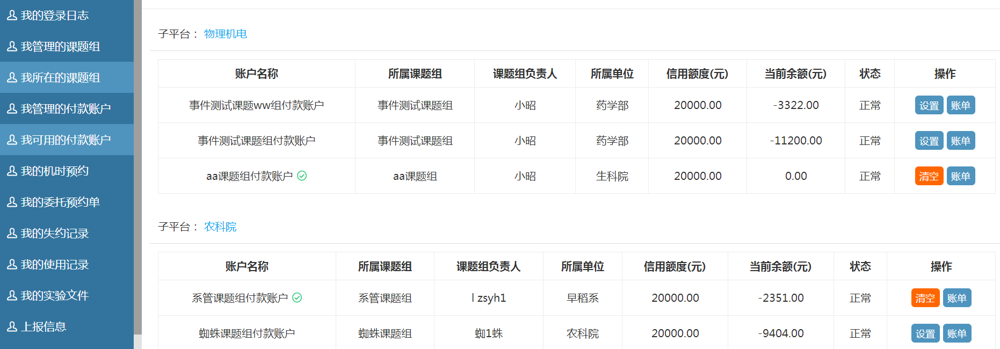 我的登录日志
我管理的课题组
我所在的课题组
我管理的付款账户
我可用的付款账户
我的机时预约
我的委托预约单
我的失约记录
我的使用记录
我的实验文件
上报信息
子平台： 物理机电
账户名称 所属课题组 课题组负责人 所属单位 信用额度(元) 当前余额(元) 状态 操作
事件测试课题ww组付款账户 事件测试课题组 小昭 药学部 20000.00 -3322.00 正常 设置 账单
事件测试课题组付款账户 事件测试课题组 小昭 药学部 20000.00 -11200.00 正常 设置 账单
aa课题组付款账户 aa课题组 小昭 生科院 20000.00 0.00 正常 清空 账单
子平台： 农科院
账户名称 所属课题组 课题组负责人 所属单位 信用额度(元) 当前余额(元) 状态 操作
系管课题组付款账户 系管课题组 l zsyh1 早稻系 20000.00 -2351.00 正常 清空 账单
蜘蛛课题组付款账户 蜘蛛课题组 蜘1蛛 农科院 20000.00 -9404.00 正常 设置 账单